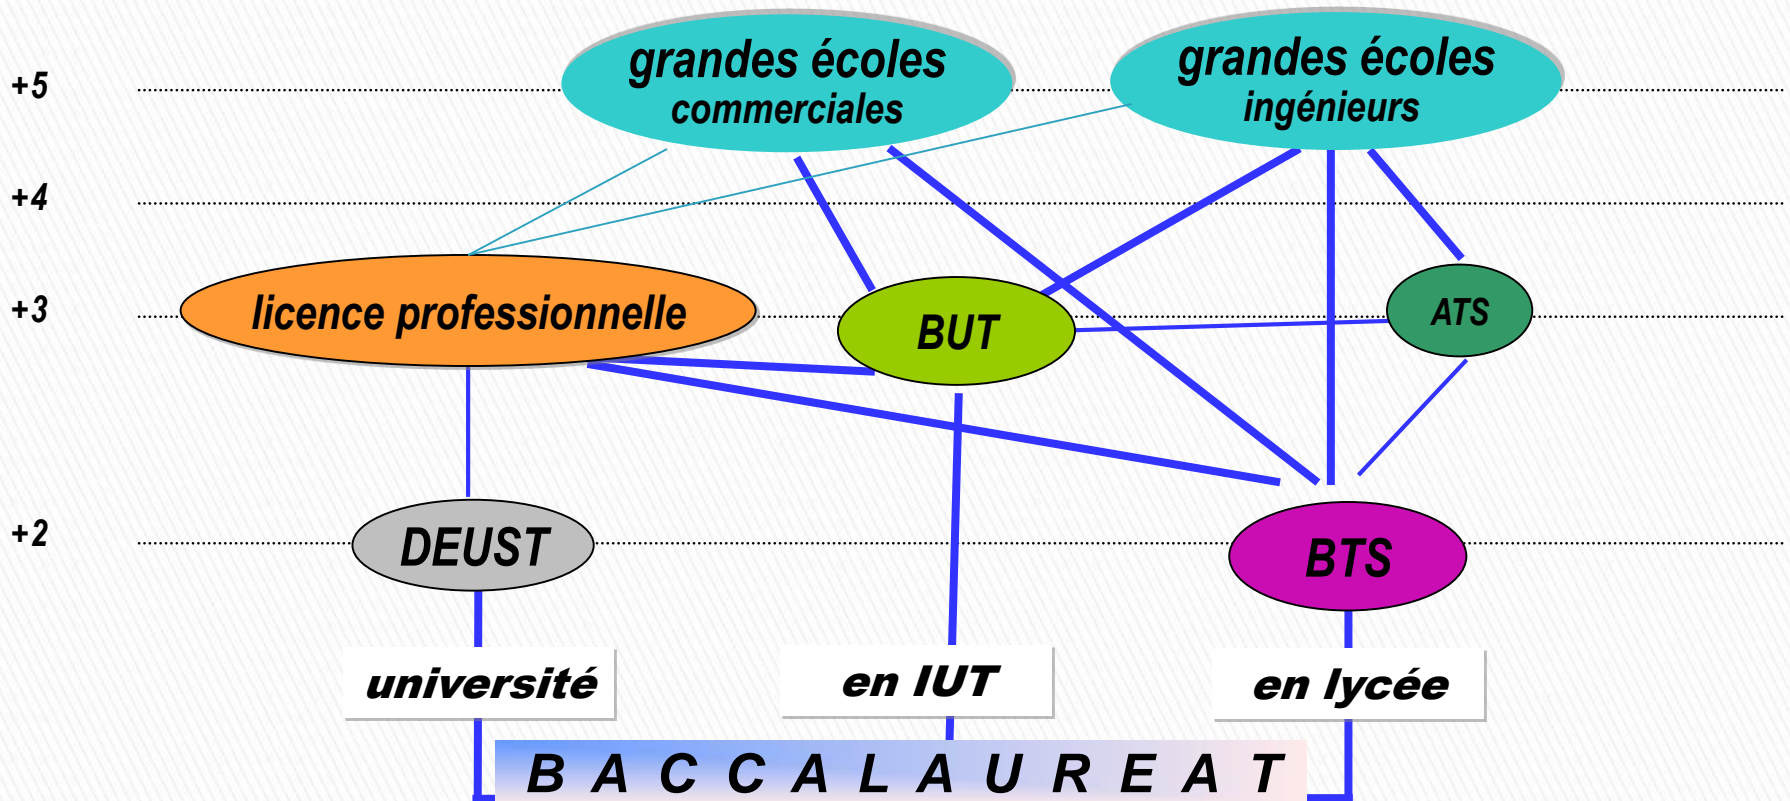 grandes écoles
commerciales
grandes écoles
ingénieurs
+5
+4
+3
licence professionnelle
BUT
ATS
+2
DEUST
BTS
université
en IUT
en lycée
BACCALAUREAT